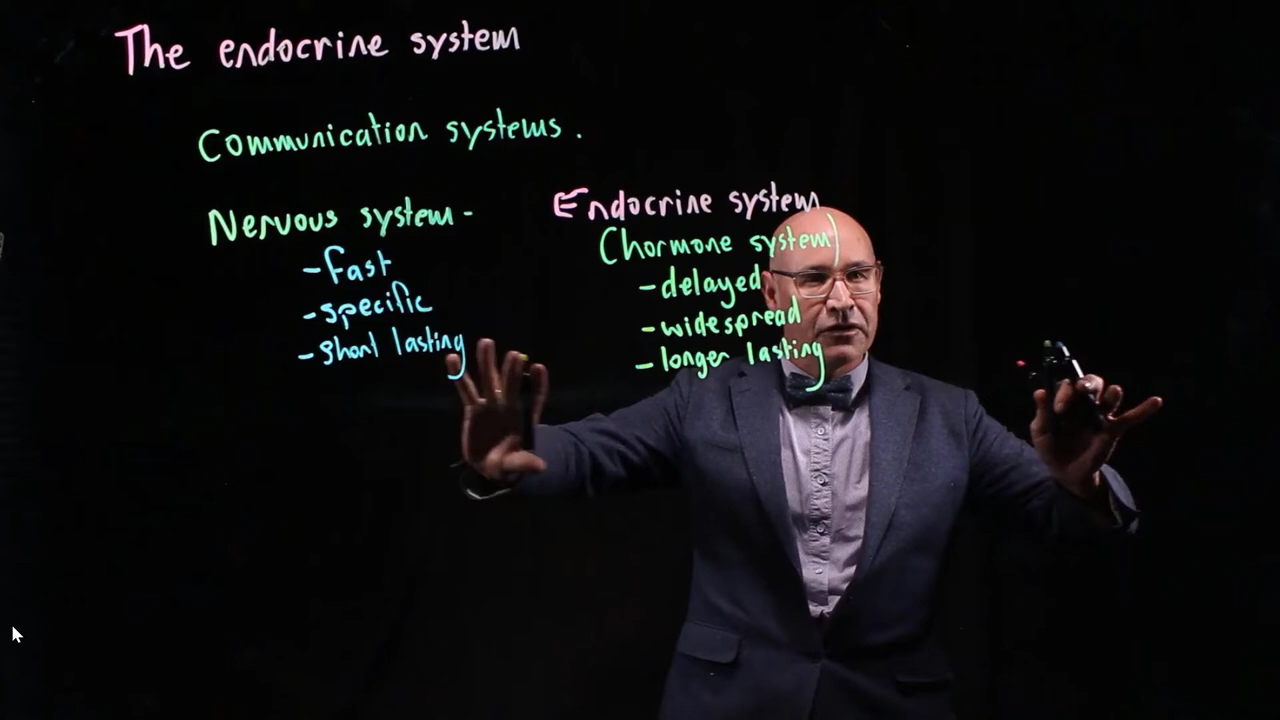 The endocrine system
Communication systems.
Nervous system-
-fast
-specific
-short lasting
Endocrine system
(hormone system)
-delayed
-widespread
-longer lasting